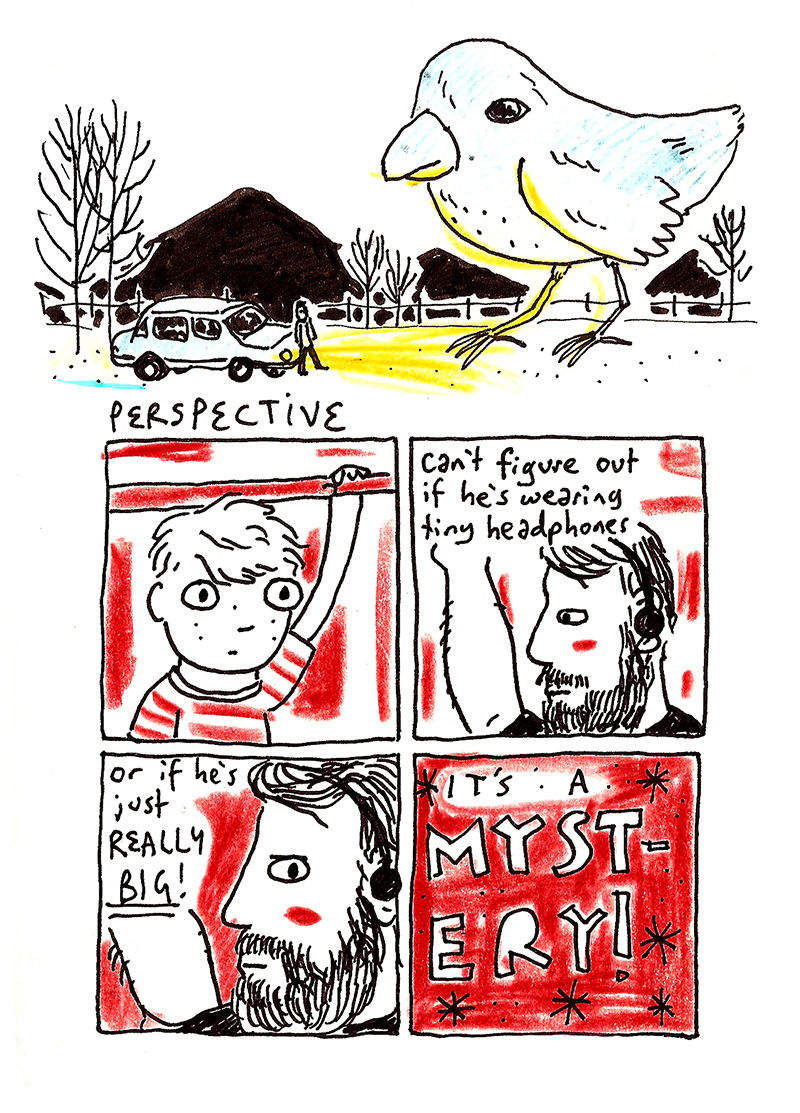 PERSPECTIVE
can't figure out
if he's wearing
tiny headphones
or if he's
just
REALLY
BIG!
IT'S A
MYST-
ERY!